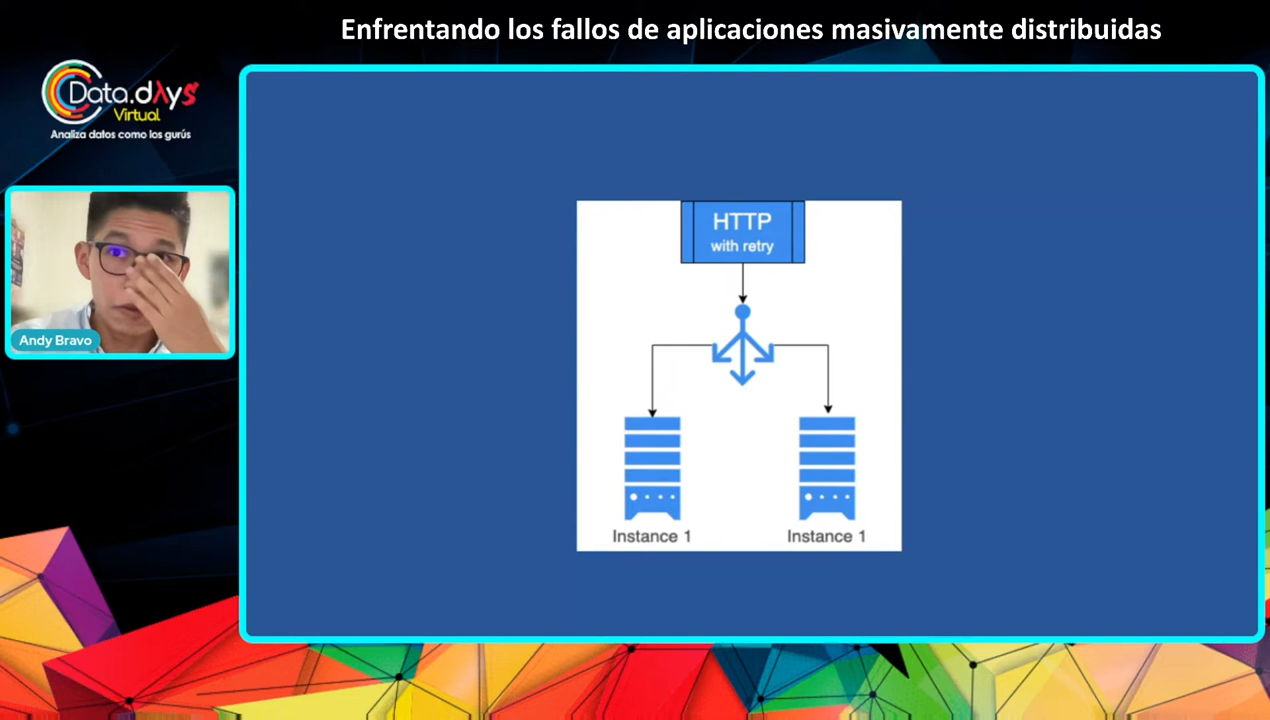 Enfrentando los fallos de aplicaciones masivamente distribuidas
Data.dλys
Virtual
Analiza datos como los gurús
Andy Bravo
HTTP
with retry
Instance 1
Instance 1